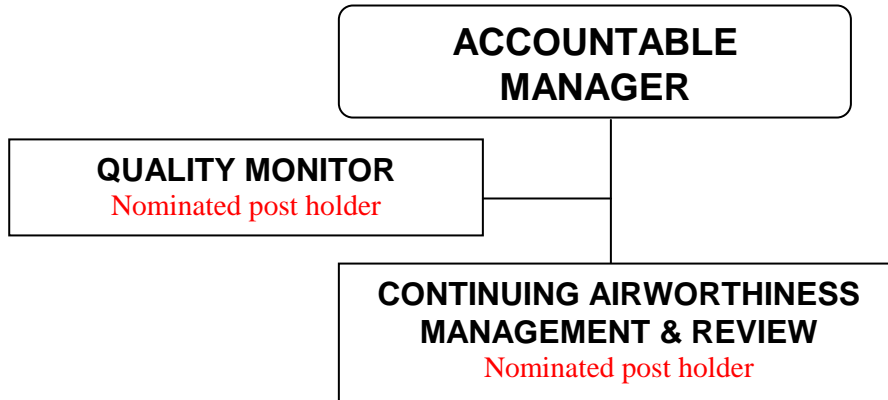 ACCOUNTABLE
MANAGER
QUALITY MONITOR
Nominated post holder
CONTINUING AIRWORTHINESS
MANAGEMENT & REVIEW
Nominated post holder